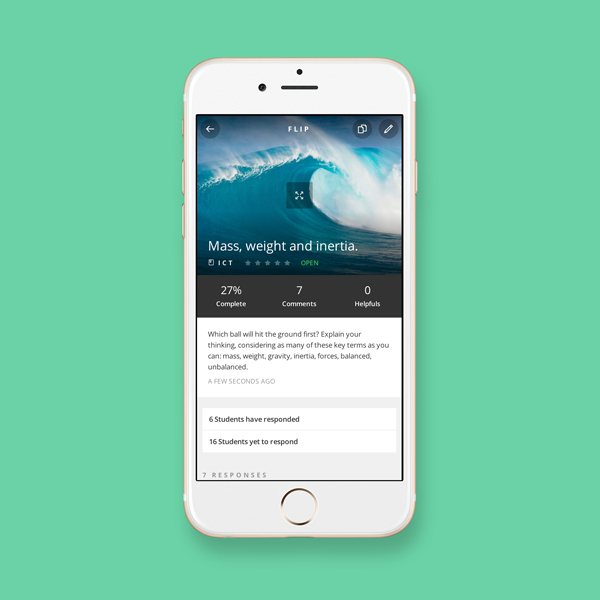 FLIP
Mass, weight and inertia.
ICT
OPEN
27%
Complete
7
Comments
0
Helpfuls
Which ball will hit the ground first? Explain your
thinking, considering as many of these key terms as you
can: mass, weight, gravity, inertia, forces, balanced,
unbalanced.
A FEW SECONDS AGO
6 Students have responded
16 Students yet to respond
7 RESPONSES